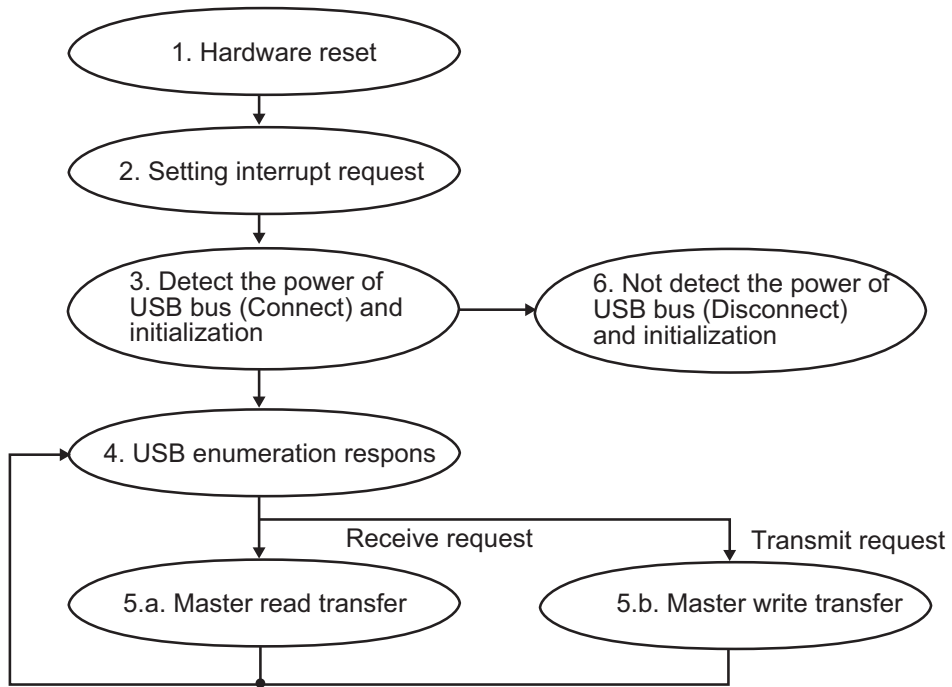 1. Hardware reset
2. Setting interrupt request
3. Detect the power of
USB bus (Connect) and
initialization
6. Not detect the power of
USB bus (Disconnect)
and initialization
4. USB enumeration respons
Receive request
Transmit request
5.a. Master read transfer
5.b. Master write transfer